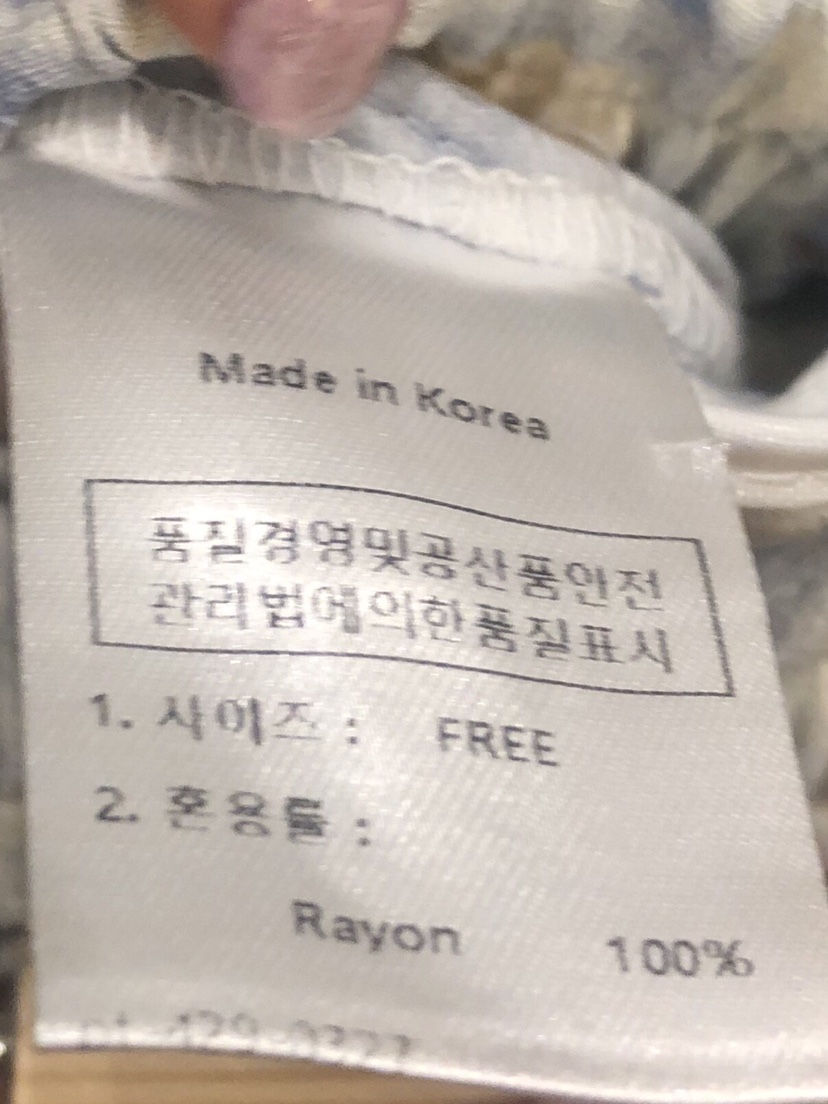 Made in Korea
품질경영및공산품안전
관리법에의한품질표시
1. 사이즈 : FREE
2. 혼용률 :
Rayon 100%